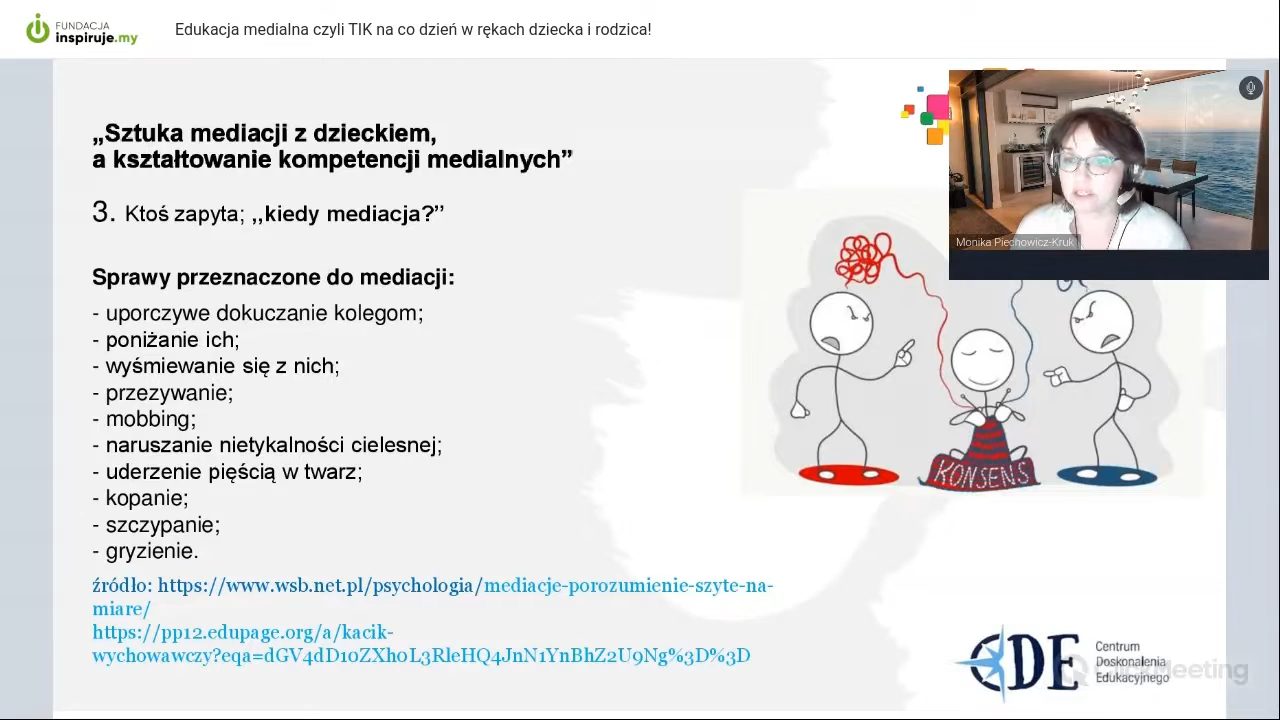 FUNDACJA
inspiruje.my
Edukacja medialna czyli TIK na co dzień w rękach dziecka i rodzica!
„Sztuka mediacji z dzieckiem,
a kształtowanie kompetencji medialnych”
3. Ktoś zapyta; ,,kiedy mediacja?’’
Sprawy przeznaczone do mediacji:
- uporczywe dokuczanie kolegom;
- poniżanie ich;
- wyśmiewanie się z nich;
- przezywanie;
- mobbing;
- naruszanie nietykalności cielesnej;
- uderzenie pięścią w twarz;
- kopanie;
- szczypanie;
- gryzienie.
źródło: https://www.wsb.net.pl/psychologia/mediacje-porozumienie-szyte-na-
miare/
https://pp12.edupage.org/a/kacik-
wychowawczy?eqa=dGV4dD10ZXh0L3RleHQ4JnN1YnBhZ2U9Ng%3D%3D
Monika Piechowicz-Kruk
KONSENS
CDE
Centrum
Doskonalenia
Edukacyjnego
ClickMeeting